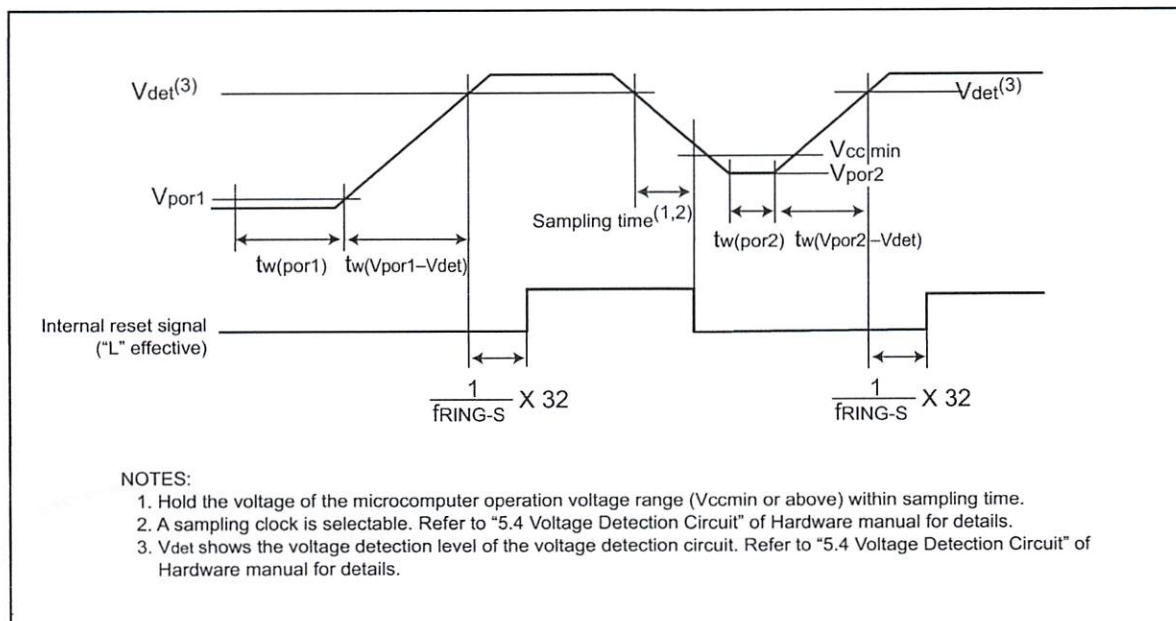 Vdet(3)
Vdet(3)
Vcc min
Vpor1
Vpor2
Sampling time(1,2)
tw(por1)
tw(Vpor1–Vdet)
tw(por2)
tw(Vpor2–Vdet)
Internal reset signal
(“L” effective)
1
fRING-S
X 32
1
fRING-S
X 32
NOTES:
1. Hold the voltage of the microcomputer operation voltage range (Vccmin or above) within sampling time.
2. A sampling clock is selectable. Refer to “5.4 Voltage Detection Circuit” of Hardware manual for details.
3. Vdet shows the voltage detection level of the voltage detection circuit. Refer to “5.4 Voltage Detection Circuit” of
Hardware manual for details.